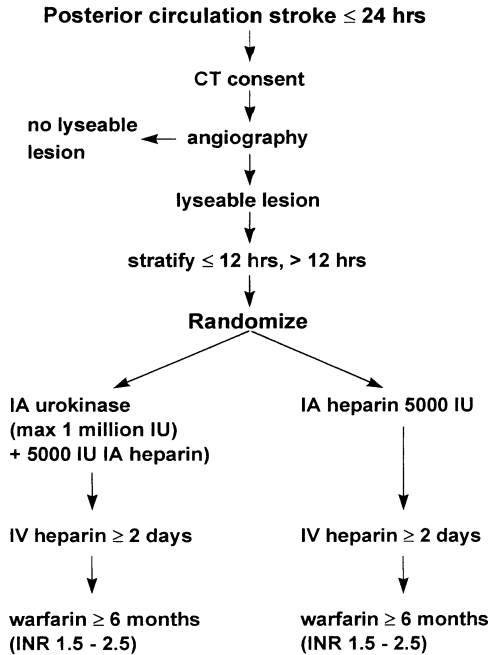 Posterior circulation stroke ≤ 24 hrs
CT consent
no lyseable
lesion
angiography
lyseable lesion
stratify ≤ 12 hrs, > 12 hrs
Randomize
IA urokinase
(max 1 million IU)
+ 5000 IU IA heparin)
IA heparin 5000 IU
IV heparin ≥ 2 days
IV heparin ≥ 2 days
warfarin ≥ 6 months
(INR 1.5 - 2.5)
warfarin ≥ 6 months
(INR 1.5 - 2.5)